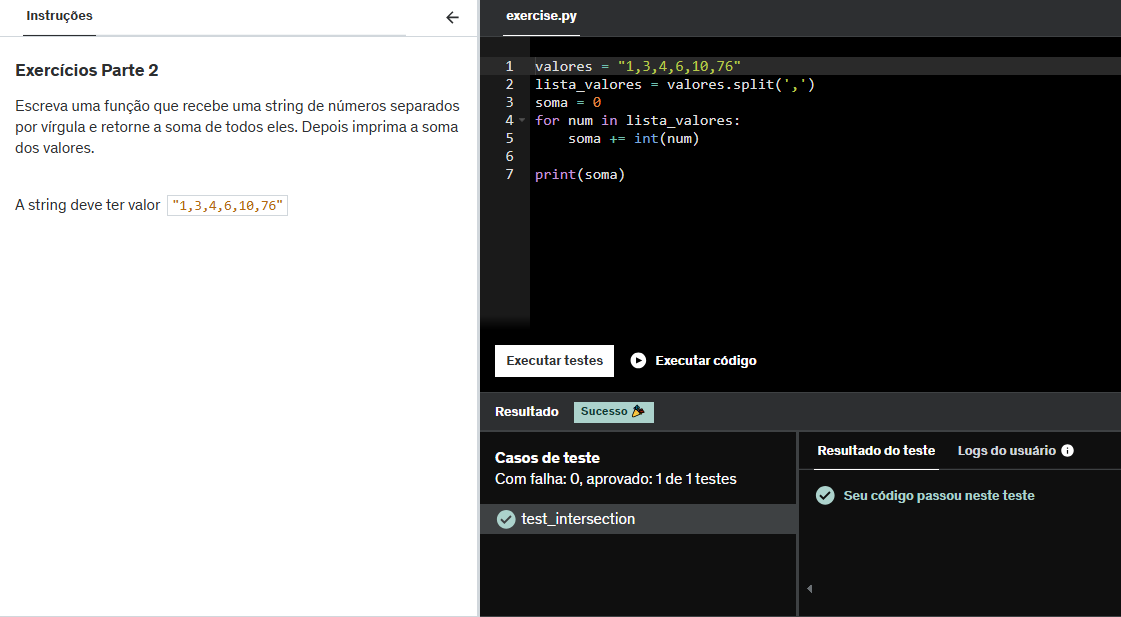 Instruções
Exercícios Parte 2
Escreva uma função que recebe uma string de números separados
por vírgula e retorne a soma de todos eles. Depois imprima a soma
dos valores.
A string deve ter valor "1,3,4,6,10,76"
exercise.py
1 valores = "1,3,4,6,10,76"
2 lista_valores = valores.split(',')
3 soma = 0
4 for num in lista_valores:
5     soma += int(num)
6
7 print(soma)
Executar testes Executar código
Resultado Sucesso
Casos de teste
Com falha: 0, aprovado: 1 de 1 testes
test_intersection
Resultado do teste Logs do usuário
Seu código passou neste teste